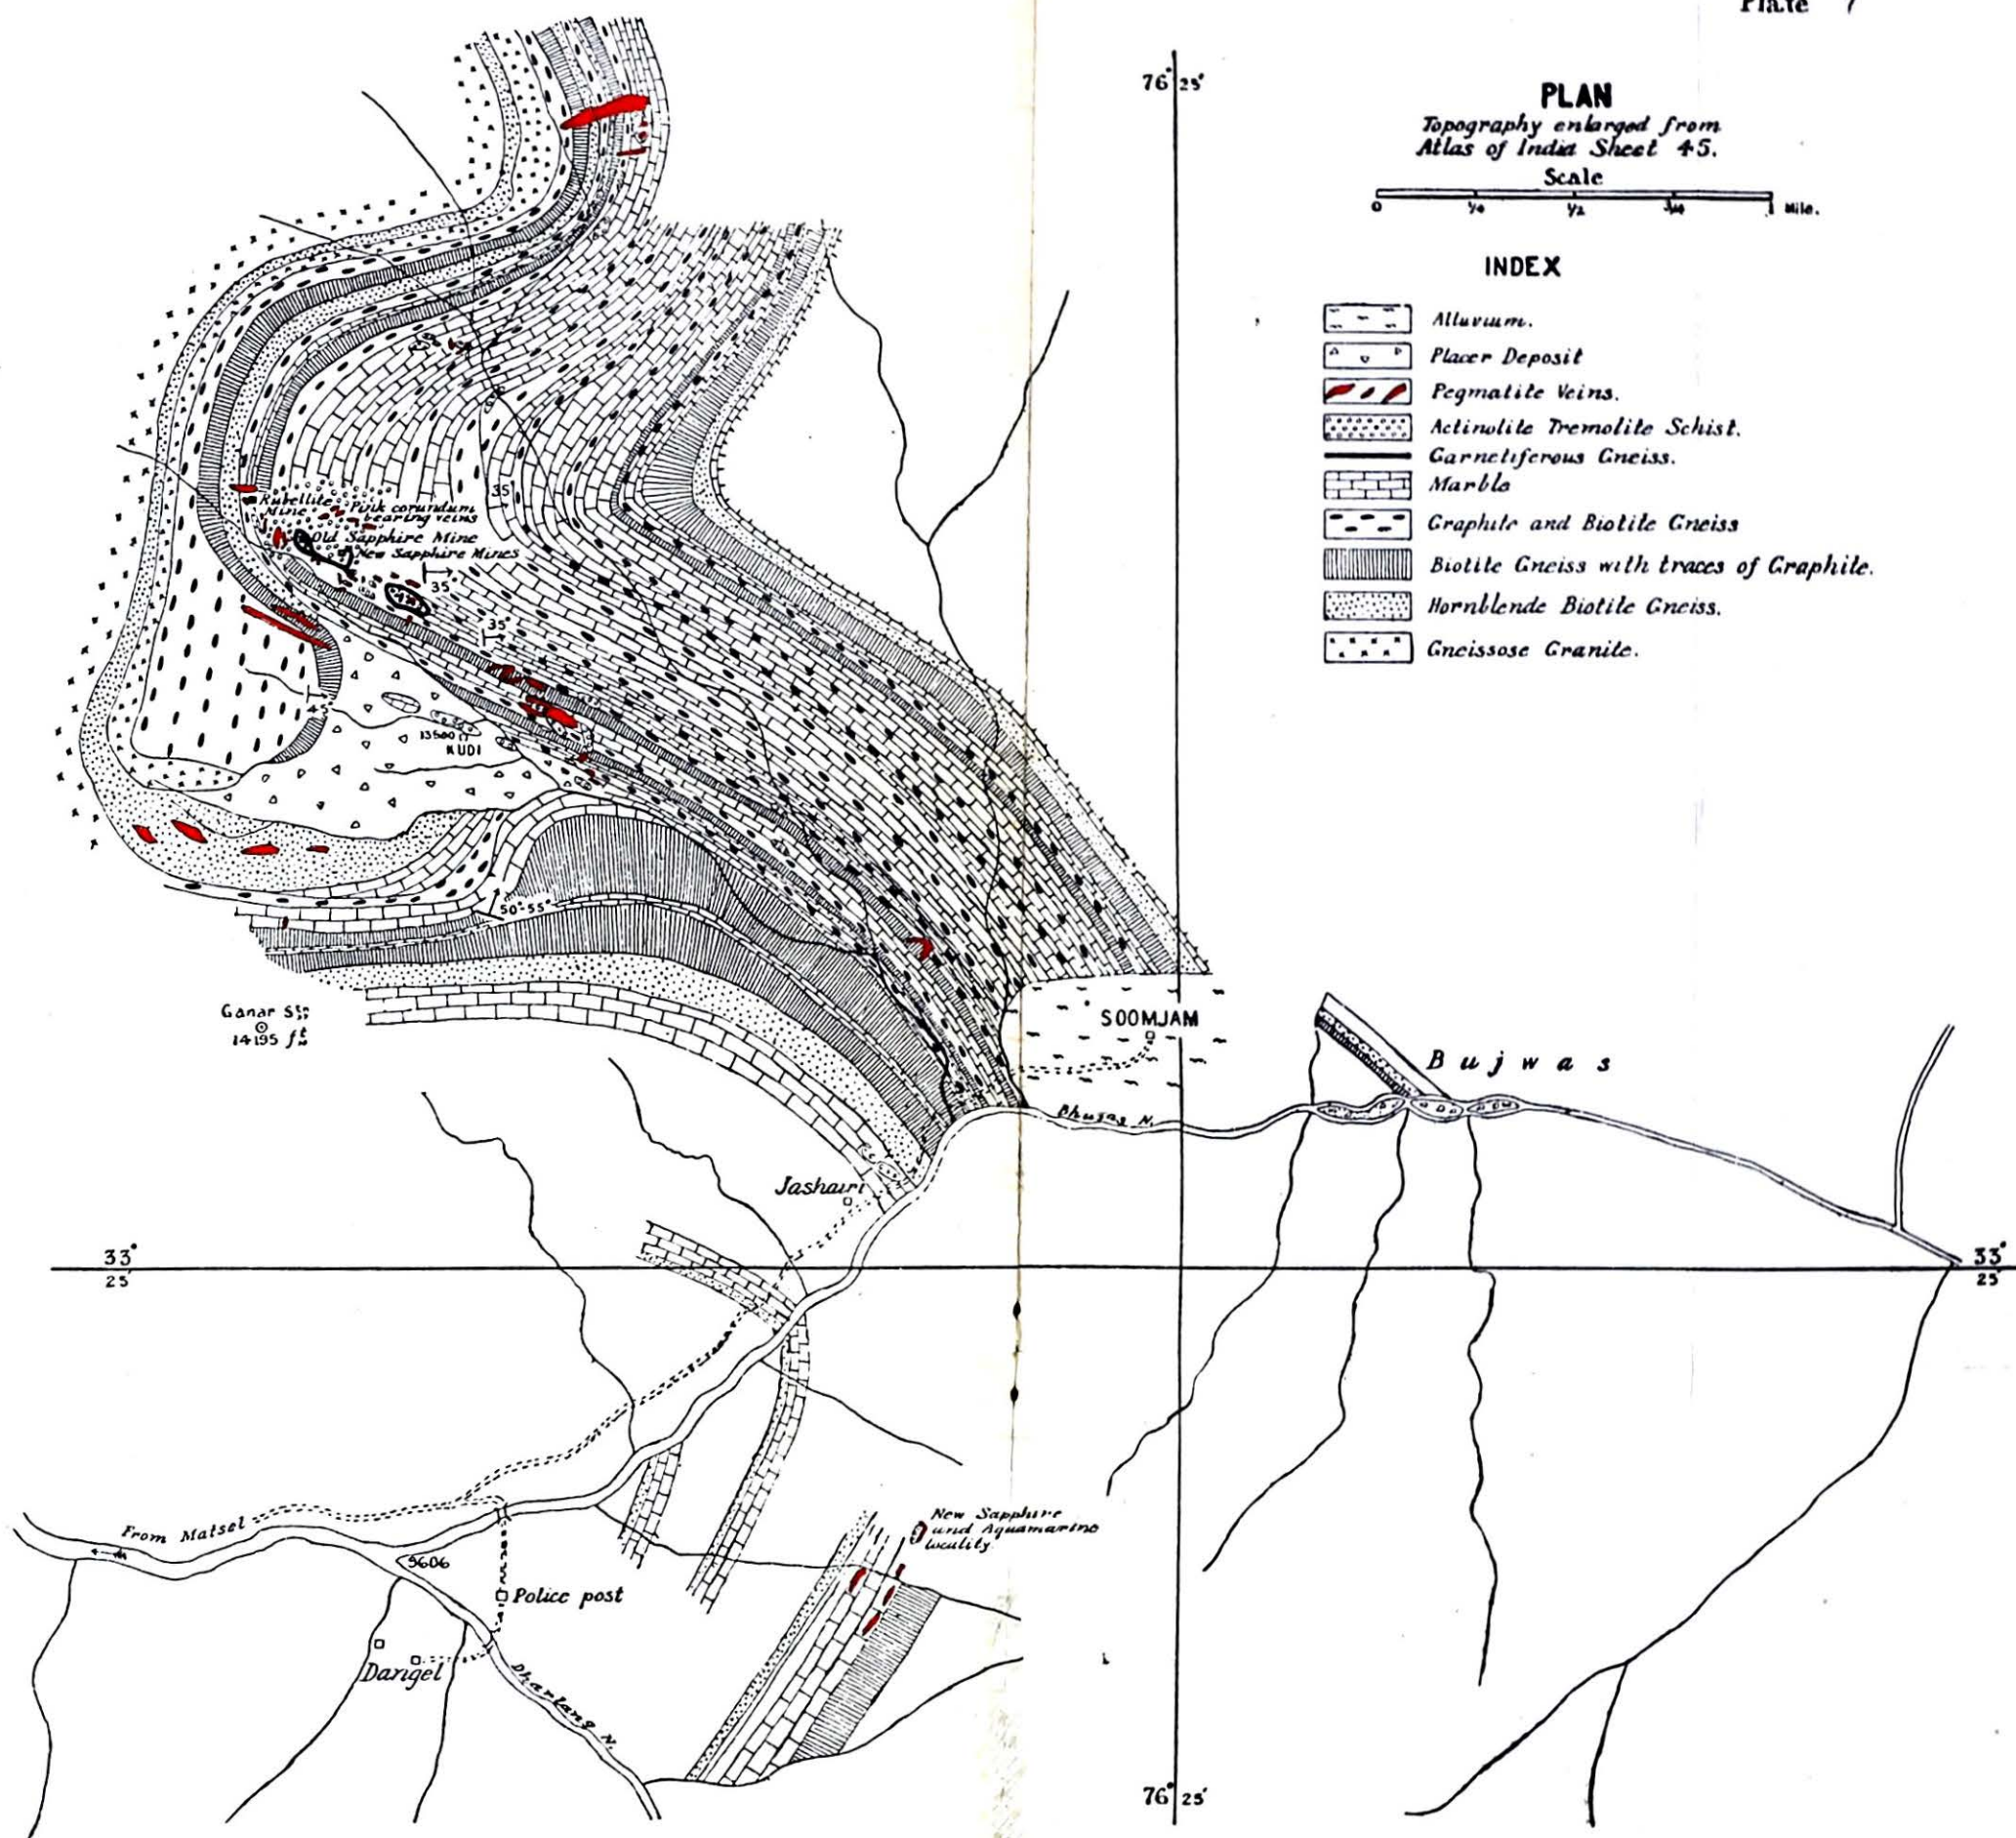 Plate 7
76° 25'
PLAN
Topography enlarged from
Atlas of India Sheet 45.
Scale
0 1/4 1/2 3/4 1 Mile.
INDEX
Alluvium.
Placer Deposit
Pegmatite Veins.
Actinolite Tremolite Schist.
Garnetiferous Gneiss.
Marble
Graphite and Biotite Gneiss
Biotite Gneiss with traces of Graphite.
Hornblende Biotite Gneiss.
Gneissose Granite.
35
Rubellite
Mine
Pink corundum
bearing veins
Old Sapphire Mine
New Sapphire Mines
35
35
45
13500
KUDI
50°-55°
Ganar Stn
14195 ft
SOOMJAM
Bujwas
Bhuzas N.
Jashairi
33°
25'
33°
25'
From Matsel
New Sapphire
and Aquamarine
locality
9606
Police post
Dangel
Dharlang N.
76° 25'